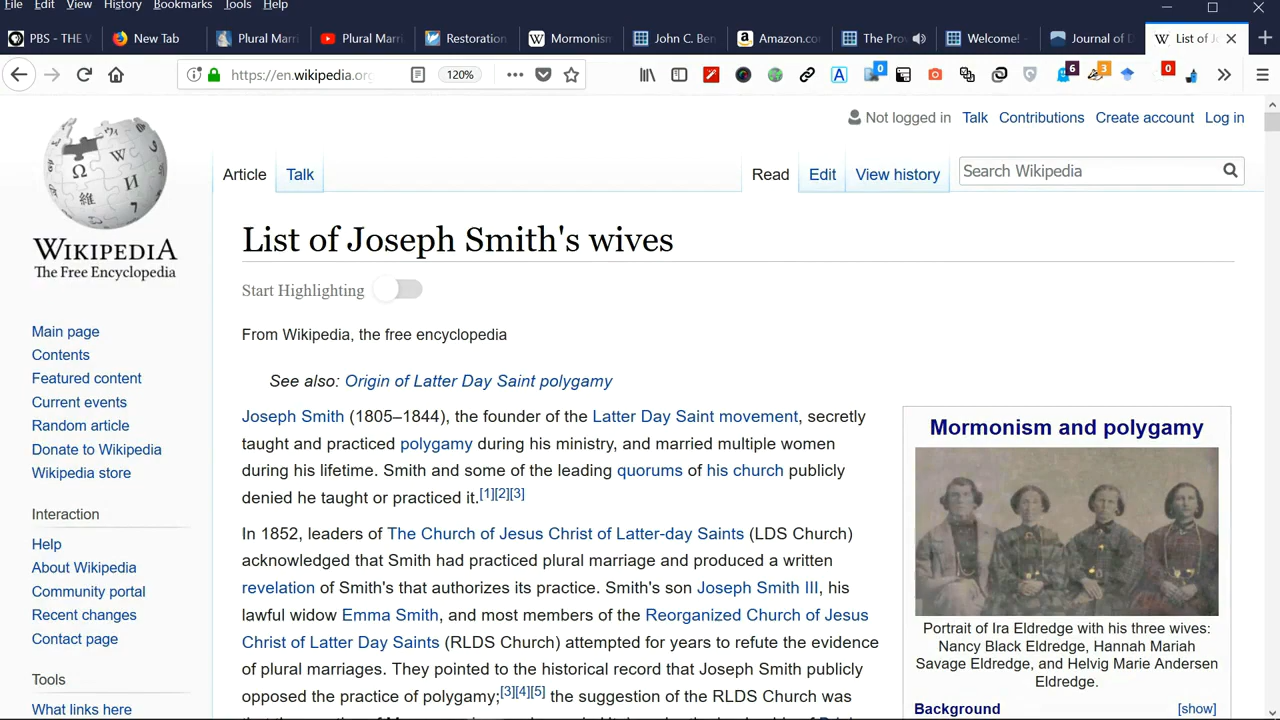 File Edit View History Bookmarks Tools Help
PBS - THE New Tab Plural Marri Plural Marri Restoration Mormonism John C. Ben Amazon.co The Pro Welcome! - Journal of D List of Jo
https://en.wikipedia.org 120% 0 6 3 0
Not logged in Talk Contributions Create account Log in
Article Talk Read Edit View history Search Wikipedia
WIKIPEDIA
The Free Encyclopedia
Main page
Contents
Featured content
Current events
Random article
Donate to Wikipedia
Wikipedia store
Interaction
Help
About Wikipedia
Community portal
Recent changes
Contact page
Tools
What links here
List of Joseph Smith's wives
Start Highlighting
From Wikipedia, the free encyclopedia
See also: Origin of Latter Day Saint polygamy
Joseph Smith (1805–1844), the founder of the Latter Day Saint movement, secretly
taught and practiced polygamy during his ministry, and married multiple women
during his lifetime. Smith and some of the leading quorums of his church publicly
denied he taught or practiced it.[1][2][3]
In 1852, leaders of The Church of Jesus Christ of Latter-day Saints (LDS Church)
acknowledged that Smith had practiced plural marriage and produced a written
revelation of Smith's that authorizes its practice. Smith's son Joseph Smith III, his
lawful widow Emma Smith, and most members of the Reorganized Church of Jesus
Christ of Latter Day Saints (RLDS Church) attempted for years to refute the evidence
of plural marriages. They pointed to the historical record that Joseph Smith publicly
opposed the practice of polygamy;[3][4][5] the suggestion of the RLDS Church was
Mormonism and polygamy
Portrait of Ira Eldredge with his three wives:
Nancy Black Eldredge, Hannah Mariah
Savage Eldredge, and Helvig Marie Andersen
Eldredge.
Background [show]